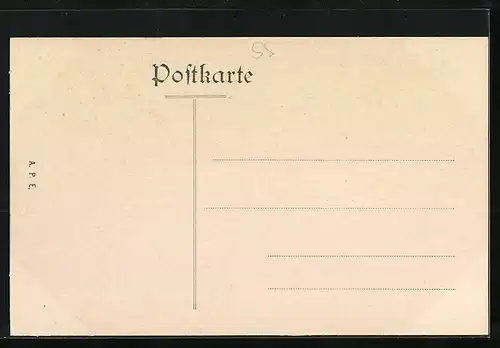 Postkarte
A. P. E.